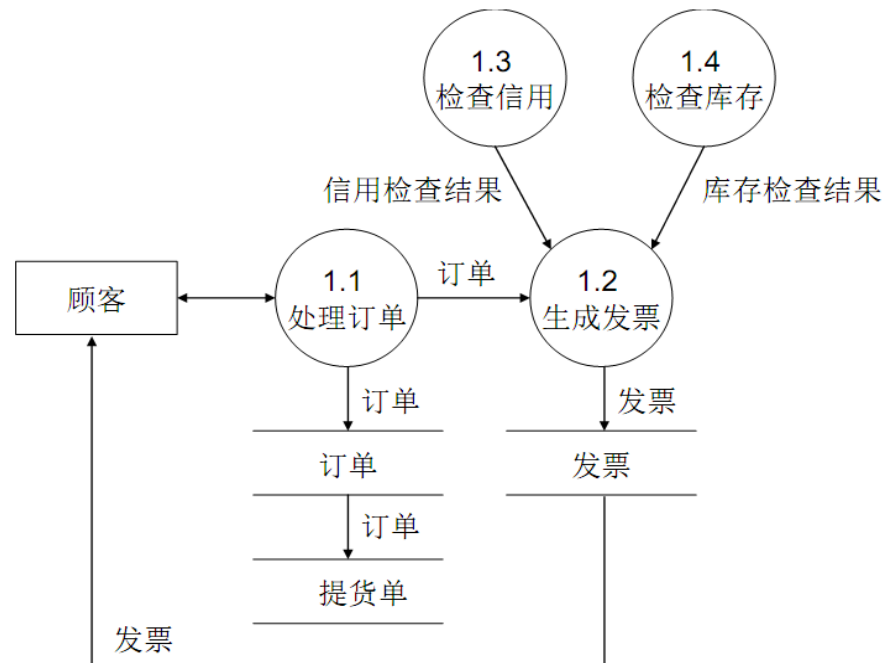 1.3
检查信用
1.4
检查库存
信用检查结果
库存检查结果
顾客
1.1
处理订单
订单
1.2
生成发票
订单
发票
订单
发票
订单
提货单
发票